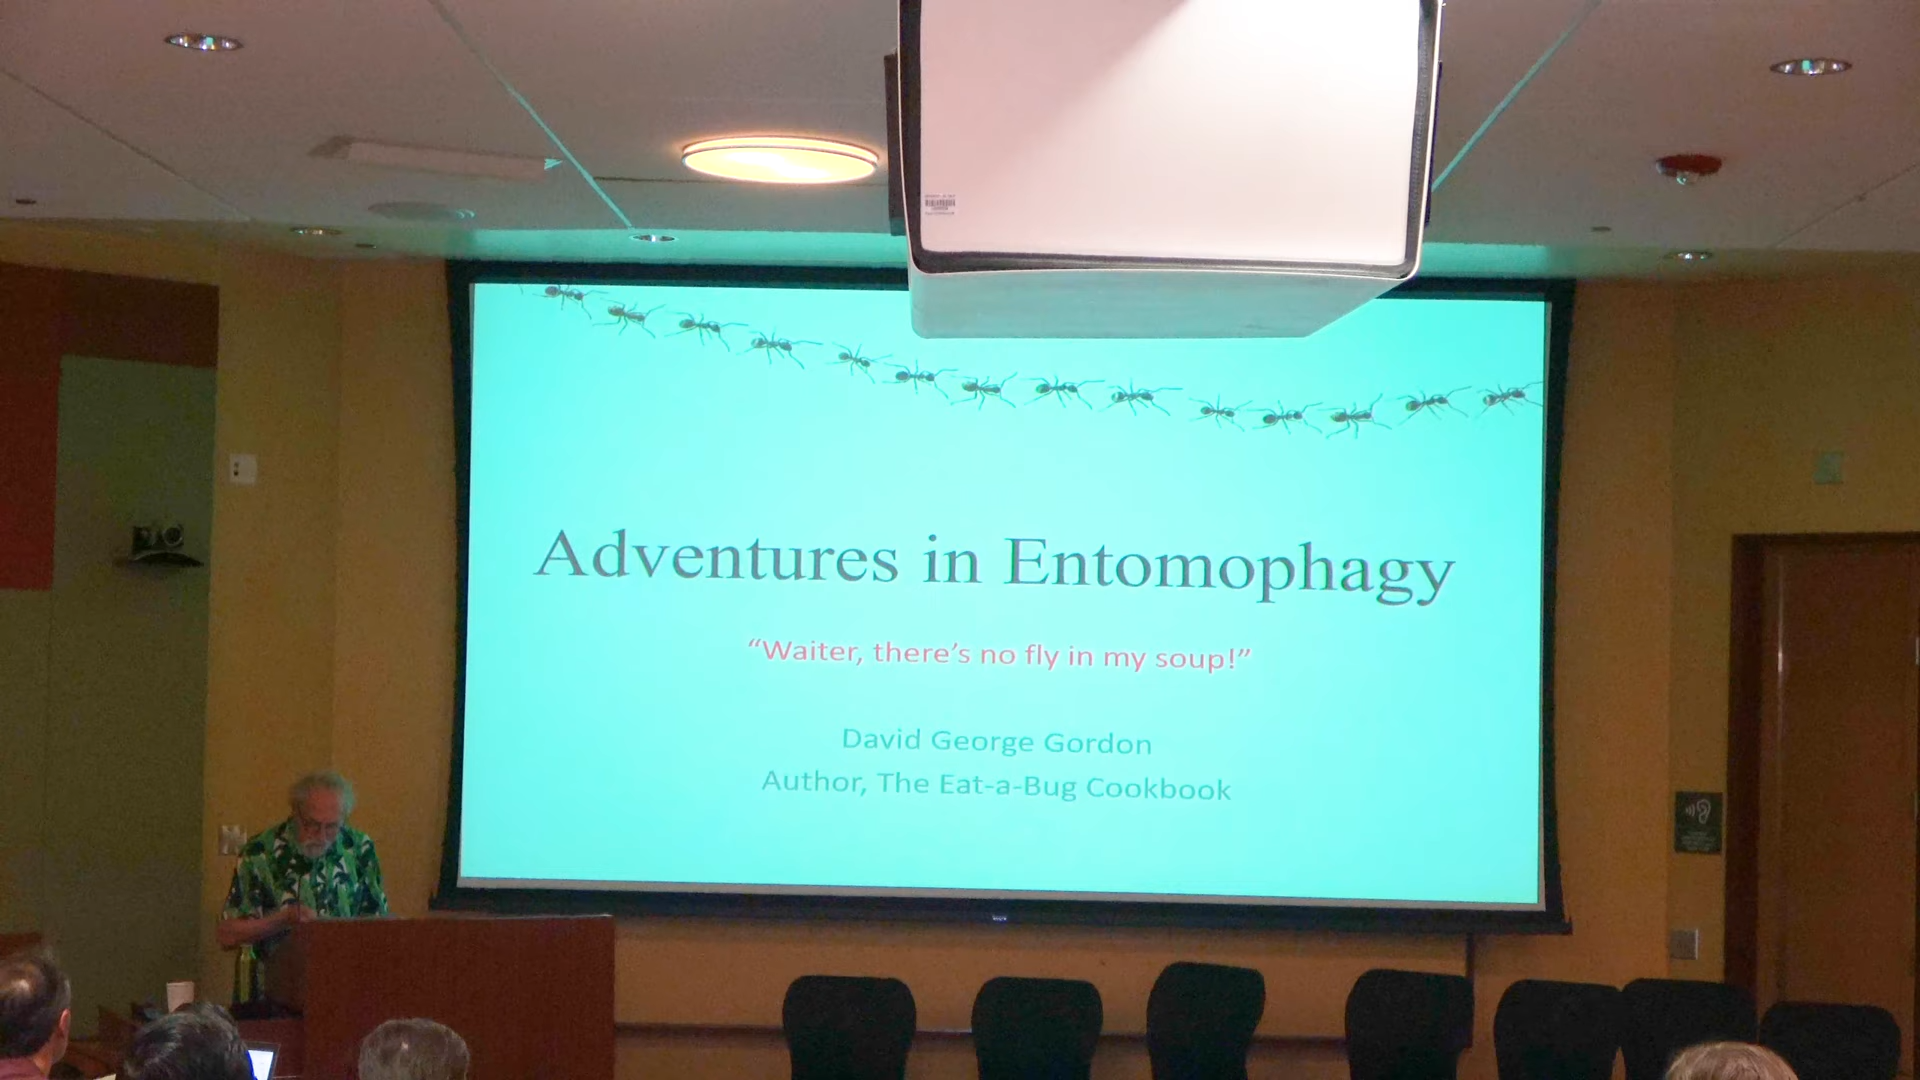 Adventures in Entomophagy
“Waiter, there’s no fly in my soup!”
David George Gordon
Author, The Eat-a-Bug Cookbook